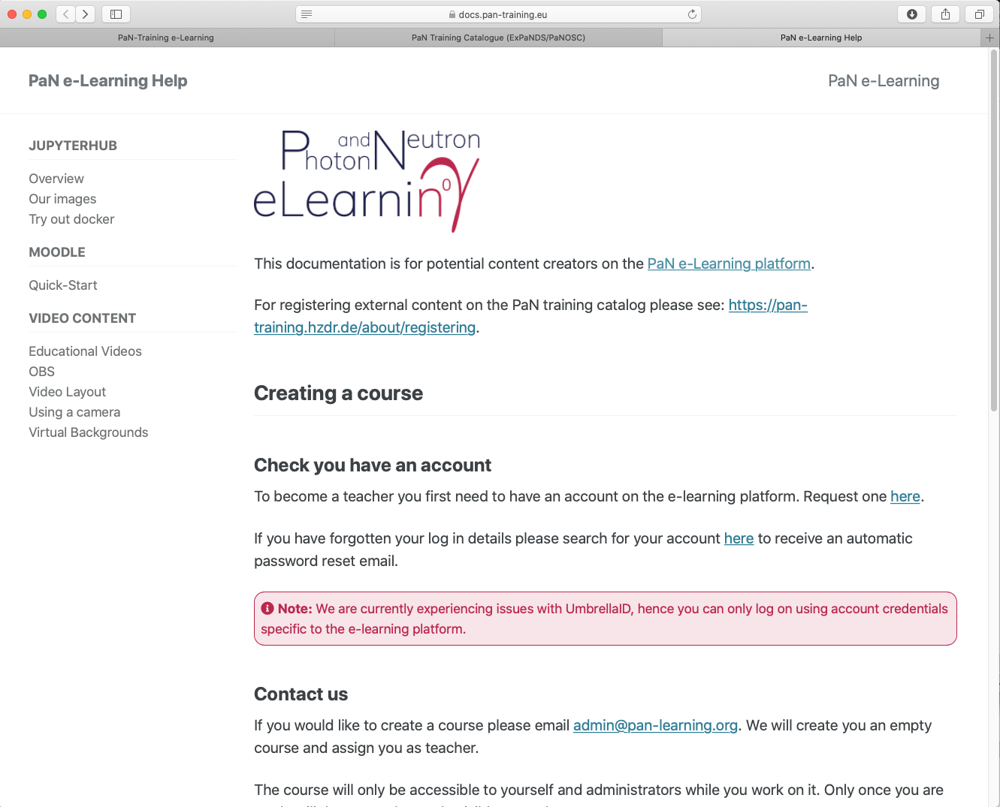 docs.pan-training.eu
PaN-Training e-Learning
PaN Training Catalogue (ExPaNDS/PaNOSC)
PaN e-Learning Help
PaN e-Learning Help
PaN e-Learning
JUPYTERHUB
Overview
Our images
Try out docker
MOODLE
Quick-Start
VIDEO CONTENT
Educational Videos
OBS
Video Layout
Using a camera
Virtual Backgrounds
Photon and Neutron
eLearninγ
0
This documentation is for potential content creators on the PaN e-Learning platform.
For registering external content on the PaN training catalog please see: https://pan-
training.hzdr.de/about/registering.
Creating a course
Check you have an account
To become a teacher you first need to have an account on the e-learning platform. Request one here.
If you have forgotten your log in details please search for your account here to receive an automatic
password reset email.
Note: We are currently experiencing issues with UmbrellaID, hence you can only log on using account credentials
specific to the e-learning platform.
Contact us
If you would like to create a course please email admin@pan-learning.org. We will create you an empty
course and assign you as teacher.
The course will only be accessible to yourself and administrators while you work on it. Only once you are